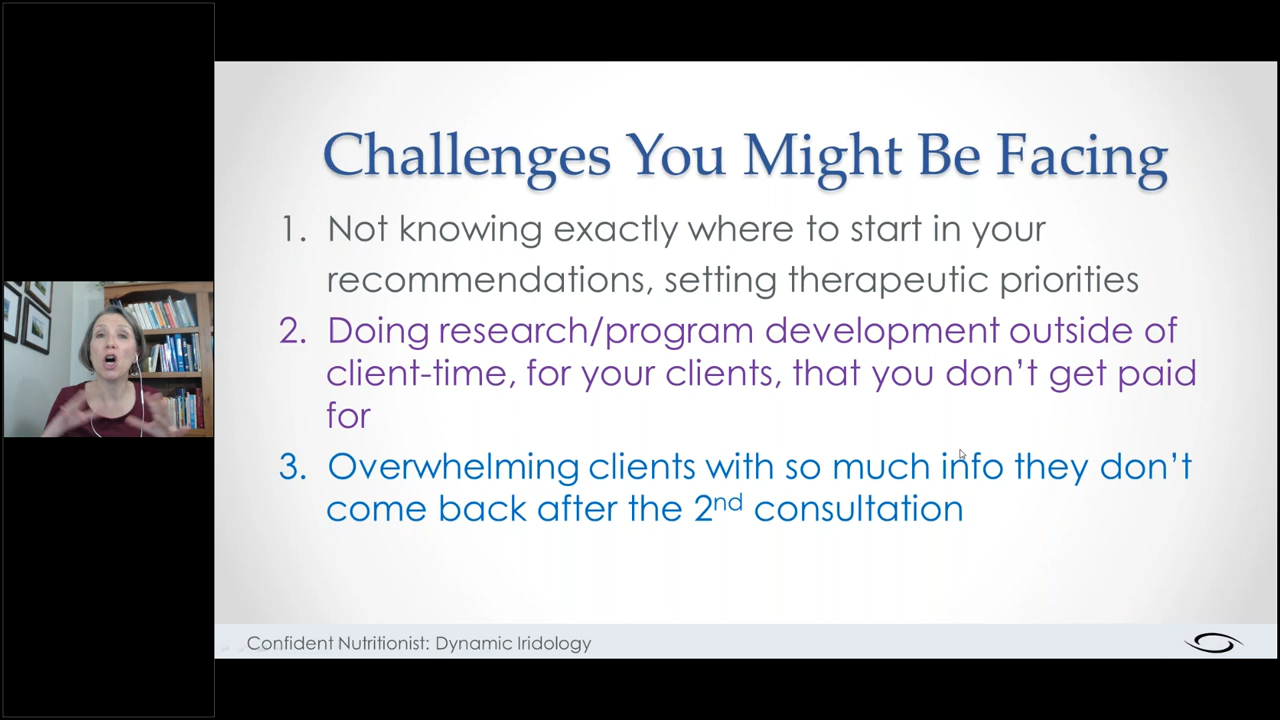 Challenges You Might Be Facing
1. Not knowing exactly where to start in your
recommendations, setting therapeutic priorities
2. Doing research/program development outside of
client-time, for your clients, that you don’t get paid
for
3. Overwhelming clients with so much info they don’t
come back after the 2nd consultation
Confident Nutritionist: Dynamic Iridology